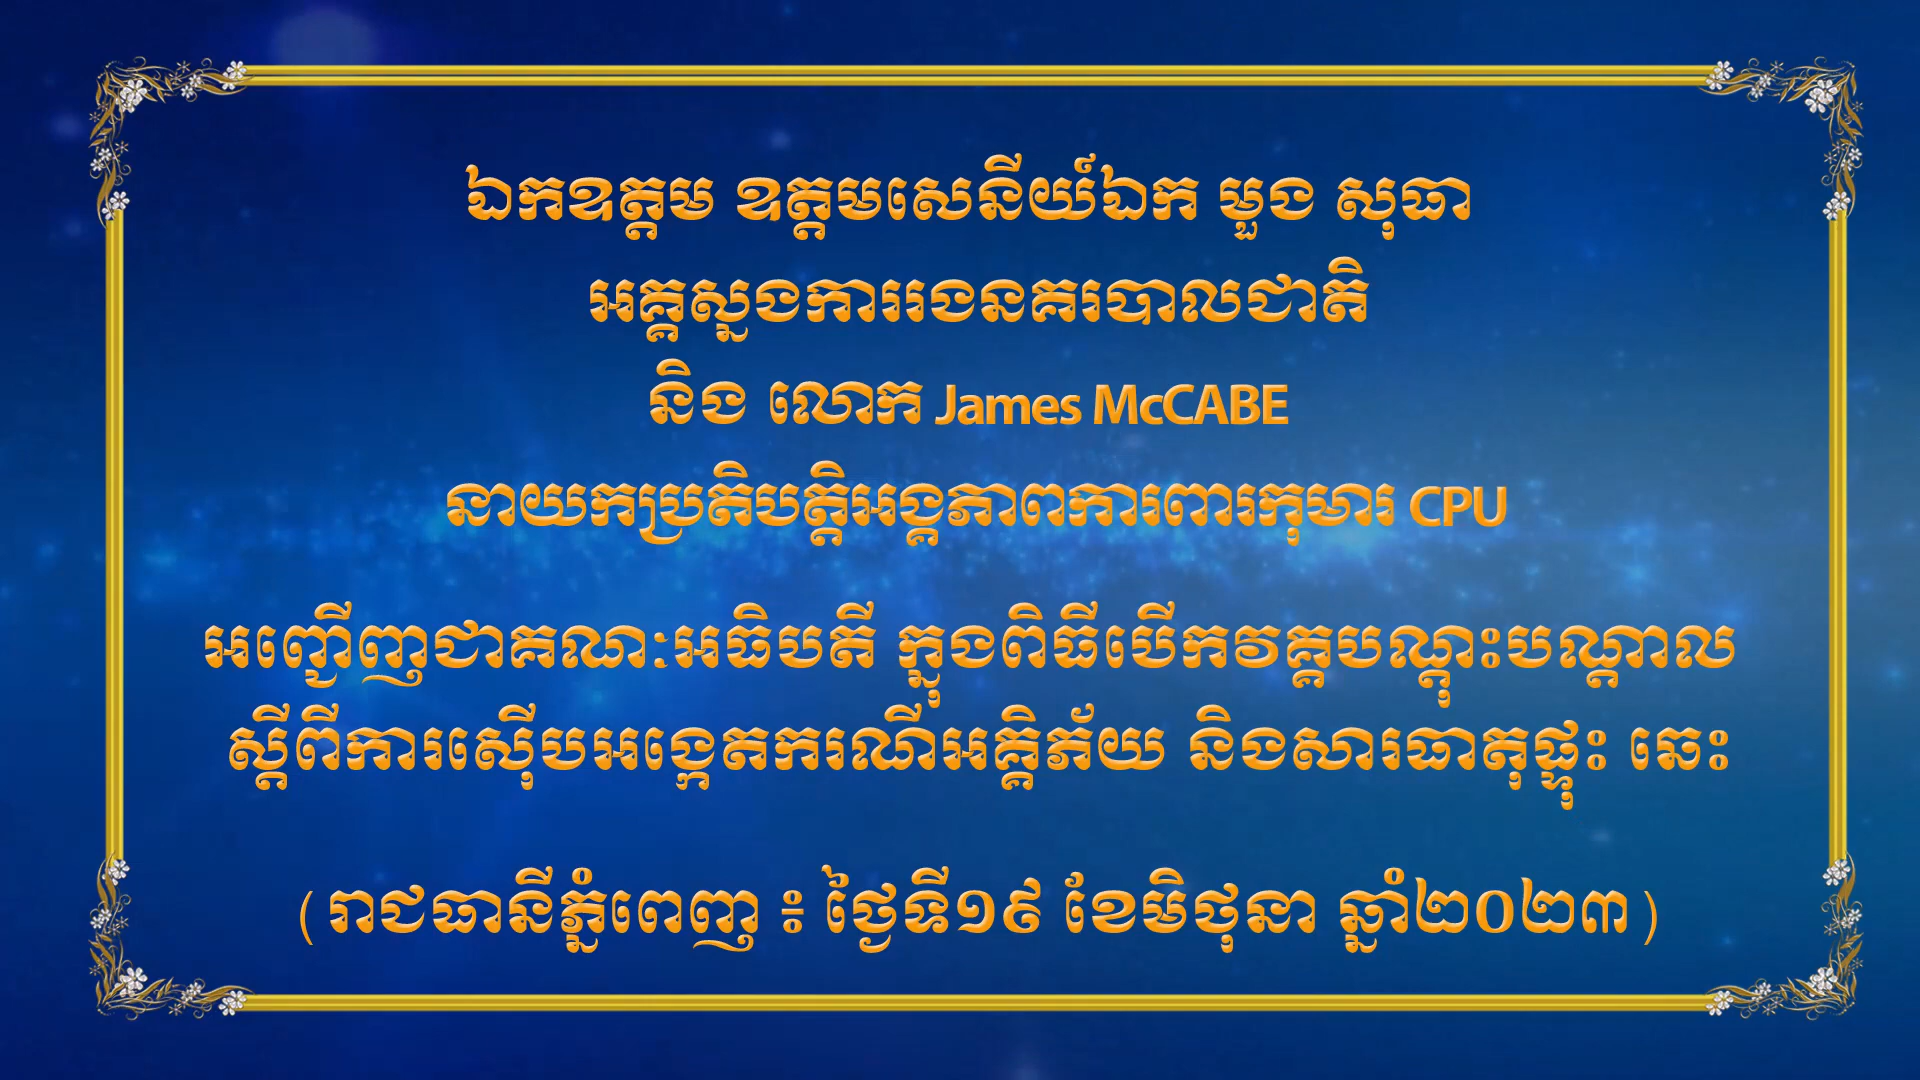 ឯកឧត្តម ឧត្តមសេនីយ៍ឯក មួង សុធា
អគ្គស្នងការរងនគរបាលជាតិ
និង លោក James McCABE
នាយកប្រតិបត្តិអង្គភាពការពារកុមារ CPU
អញ្ជើញជាគណៈអធិបតី ក្នុងពិធីបើកវគ្គបណ្តុះបណ្តាល
ស្តីពីការស៊ើបអង្កេតករណីអគ្គិភ័យ និងសារធាតុផ្ទុះ ឆេះ
(រាជធានីភ្នំពេញ ៖ ថ្ងៃទី១៩ ខែមិថុនា ឆ្នាំ២០២៣)